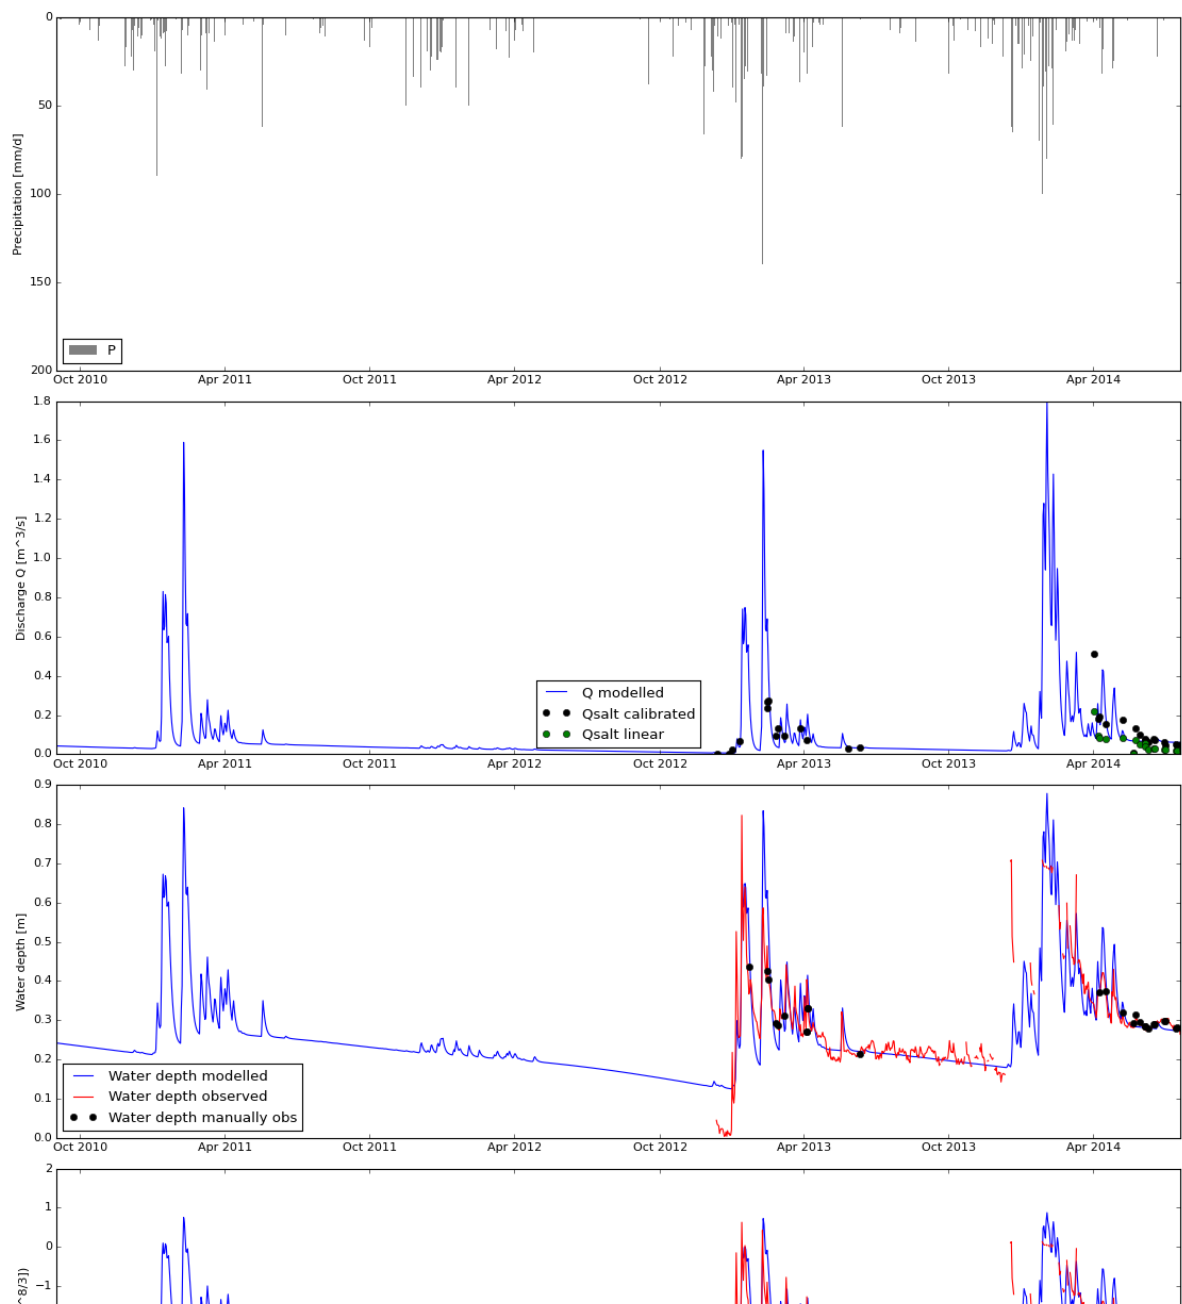 0
50
100
150
200
Precipitation [mm/d]
P
Oct 2010 Apr 2011 Oct 2011 Apr 2012 Oct 2012 Apr 2013 Oct 2013 Apr 2014
1.8
1.6
1.4
1.2
1.0
0.8
0.6
0.4
0.2
0.0
Discharge Q [m^3/s]
Q modelled
Qsalt calibrated
Qsalt linear
Oct 2010 Apr 2011 Oct 2011 Apr 2012 Oct 2012 Apr 2013 Oct 2013 Apr 2014
0.9
0.8
0.7
0.6
0.5
0.4
0.3
0.2
0.1
0.0
Water depth [m]
Water depth modelled
Water depth observed
Water depth manually obs
Oct 2010 Apr 2011 Oct 2011 Apr 2012 Oct 2012 Apr 2013 Oct 2013 Apr 2014
2
1
0
−1
^8/3])